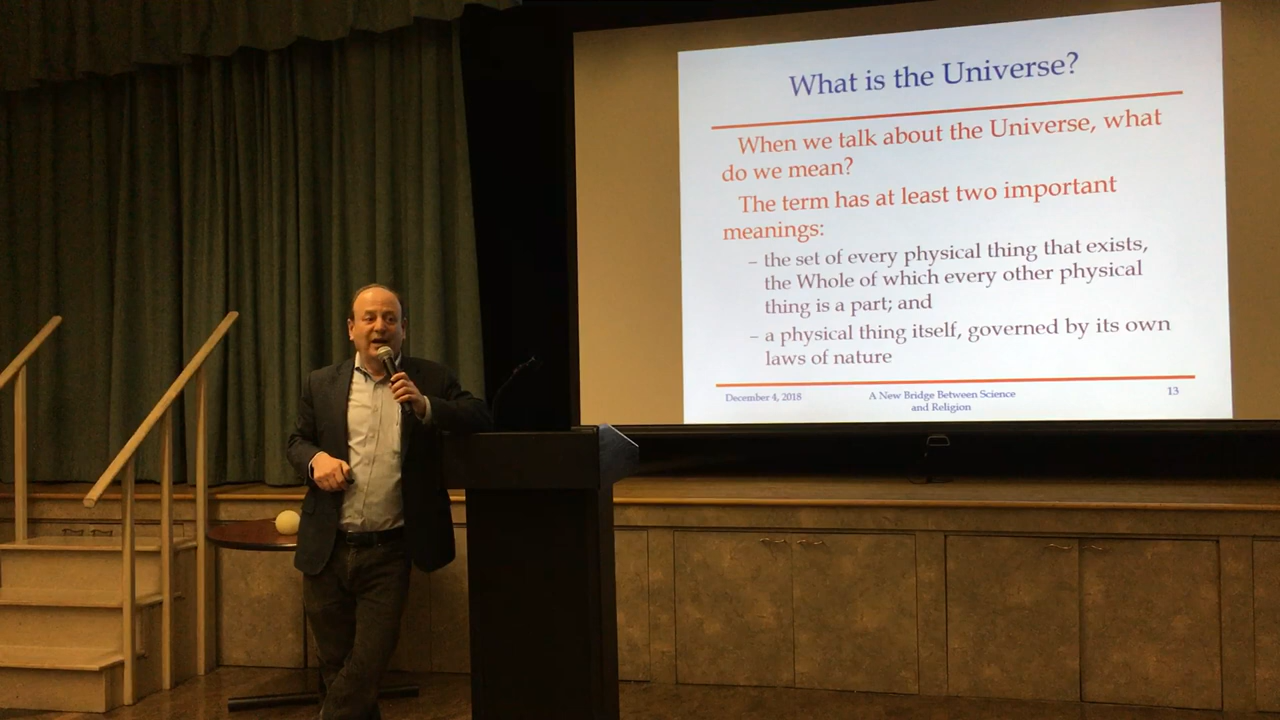 What is the Universe?
When we talk about the Universe, what
do we mean?
The term has at least two important
meanings:
– the set of every physical thing that exists,
the Whole of which every other physical
thing is a part; and
– a physical thing itself, governed by its own
laws of nature
December 4, 2018
A New Bridge Between Science
and Religion
13